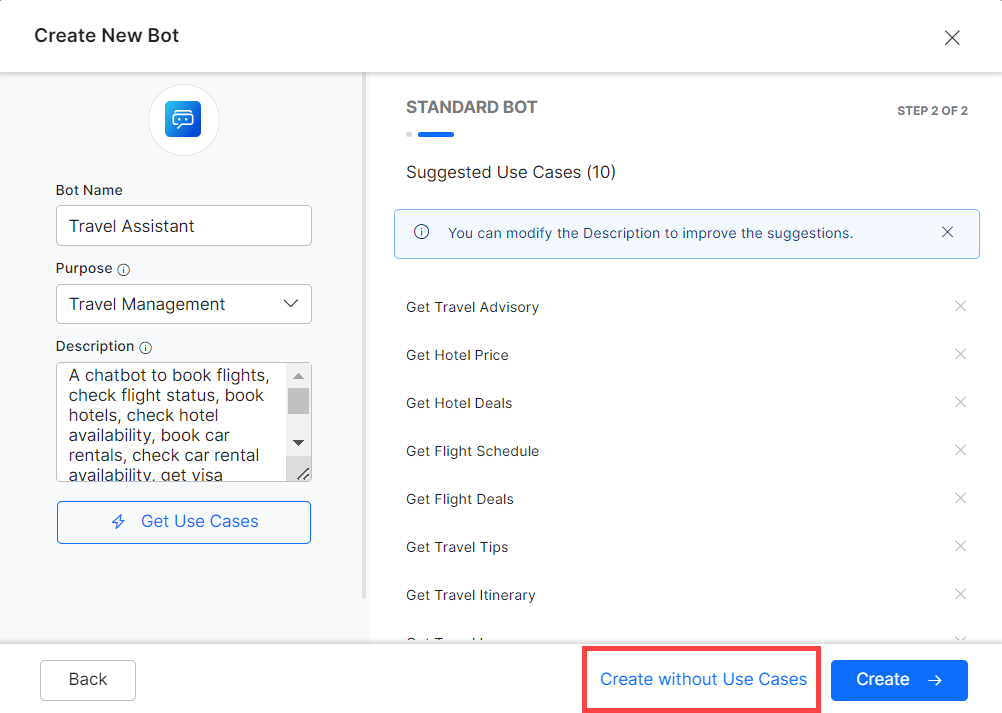 Create New Bot
Bot Name
Travel Assistant
Purpose
Travel Management
Description
A chatbot to book flights,
check flight status, book
hotels, check hotel
availability, book car
rentals, check car rental
availability, get visa
Get Use Cases
STANDARD BOT
STEP 2 OF 2
Suggested Use Cases (10)
You can modify the Description to improve the suggestions.
Get Travel Advisory
Get Hotel Price
Get Hotel Deals
Get Flight Schedule
Get Flight Deals
Get Travel Tips
Get Travel Itinerary
Back
Create without Use Cases
Create